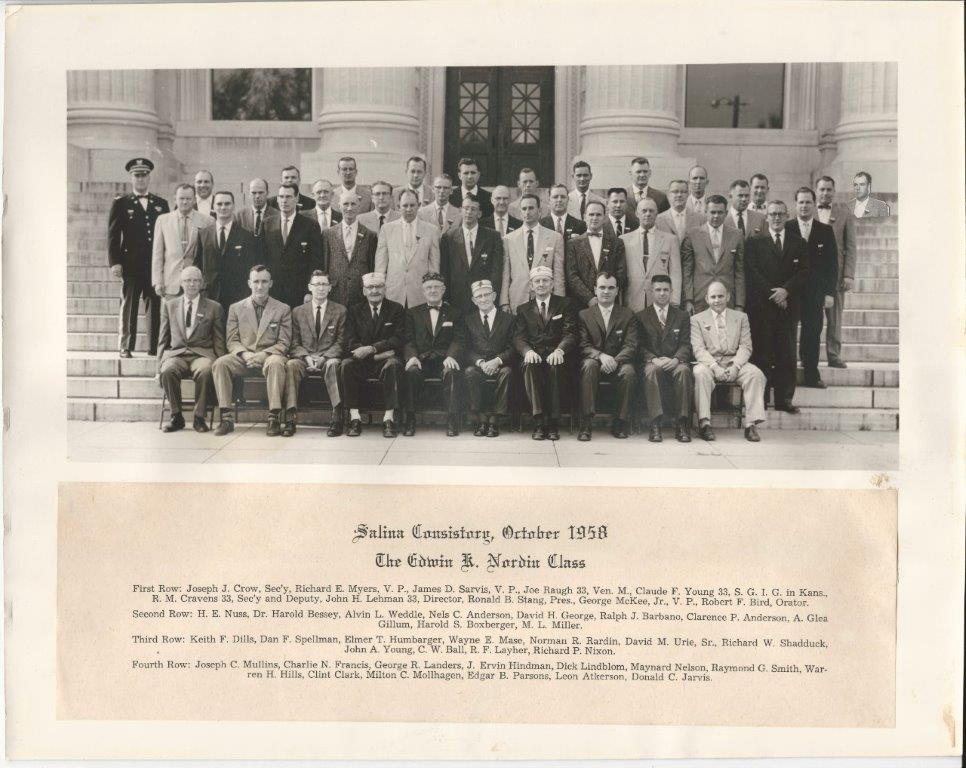 Salina Consistory, October 1958
The Edwin K. Nordin Class
First Row: Joseph J. Crow, Sec'y, Richard E. Myers, V. P., James D. Sarvis, V. P., Joe Raugh 33, Ven. M., Claude F. Young 33, S. G. I. G. in Kans.,
R. M. Cravens 33, Sec'y and Deputy, John H. Lehman 33, Director, Ronald B. Stang, Pres., George McKee, Jr., V. P., Robert F. Bird, Orator.
Second Row: H. E. Nuss, Dr. Harold Bessey, Alvin L. Weddle, Nels C. Anderson, David H. George, Ralph J. Barbano, Clarence P. Anderson, A. Glea
Gillum, Harold S. Boxberger, M. L. Miller.
Third Row: Keith F. Dills, Dan F. Spellman, Elmer T. Humbarger, Wayne E. Mase, Norman R. Rardin, David M. Urie, Sr., Richard W. Shadduck,
John A. Young, C. W. Ball, R. F. Layher, Richard P. Nixon.
Fourth Row: Joseph C. Mullins, Charlie N. Francis, George R. Landers, J. Ervin Hindman, Dick Lindblom, Maynard Nelson, Raymond G. Smith, War-
ren H. Hills, Clint Clark, Milton C. Mollhagen, Edgar B. Parsons, Leon Atkerson, Donald C. Jarvis.